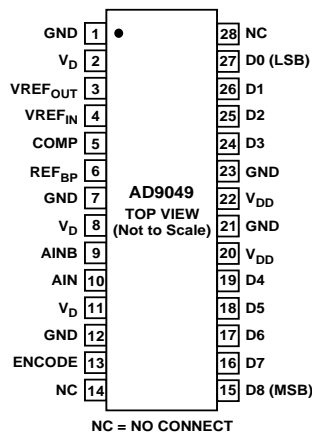 GND 1 28 NC
VD 2 27 D0 (LSB)
VREFOUT 3 26 D1
VREFIN 4 25 D2
COMP 5 24 D3
REFBP 6 23 GND
GND 7 22 VDD
VD 8 21 GND
AINB 9 20 VDD
AIN 10 19 D4
VD 11 18 D5
GND 12 17 D6
ENCODE 13 16 D7
NC 14 15 D8 (MSB)
AD9049
TOP VIEW
(Not to Scale)
NC = NO CONNECT